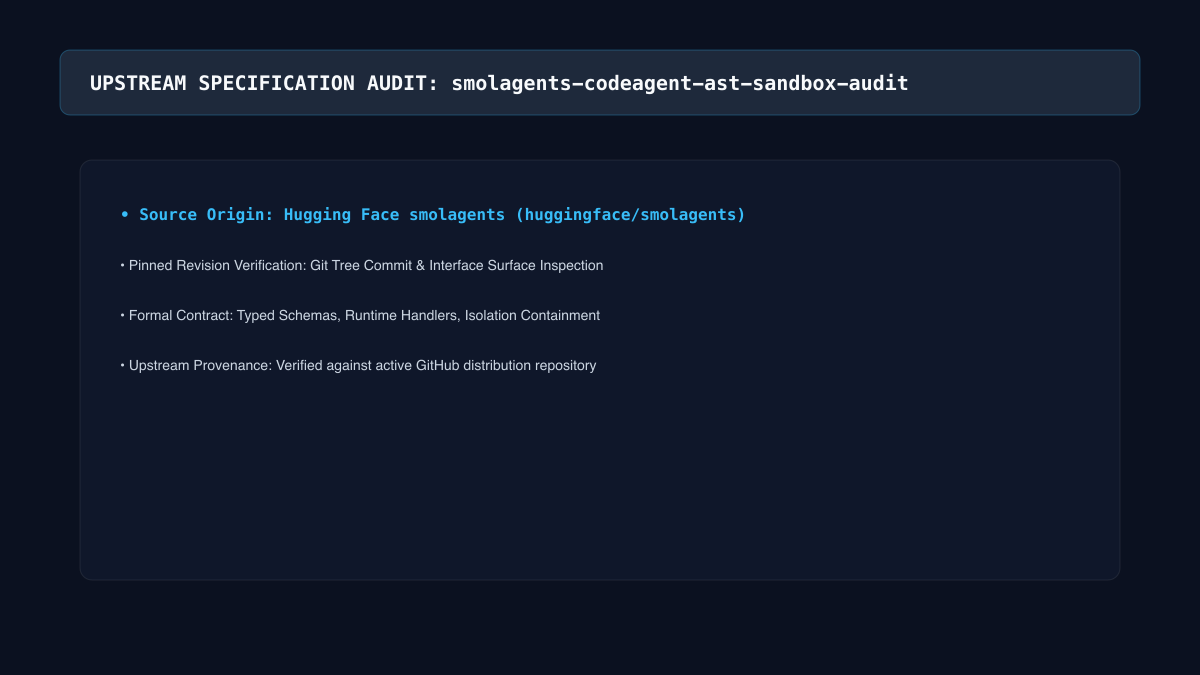 UPSTREAM SPECIFICATION AUDIT: smolagents-codeagent-ast-sandbox-audit
• Source Origin: Hugging Face smolagents (huggingface/smolagents)
• Pinned Revision Verification: Git Tree Commit & Interface Surface Inspection
• Formal Contract: Typed Schemas, Runtime Handlers, Isolation Containment
• Upstream Provenance: Verified against active GitHub distribution repository